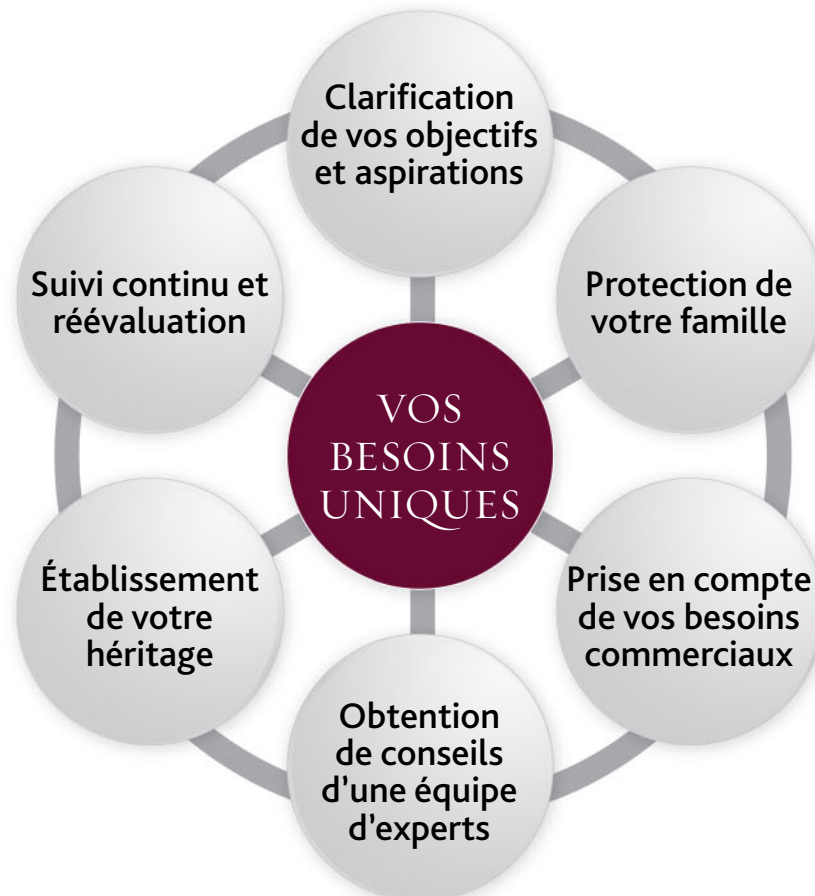 Clarification
de vos objectifs
et aspirations
Suivi continu et
réévaluation
Protection de
votre famille
VOS
BESOINS
UNIQUES
Établissement
de votre
héritage
Prise en compte
de vos besoins
commerciaux
Obtention
de conseils
d’une équipe
d’experts